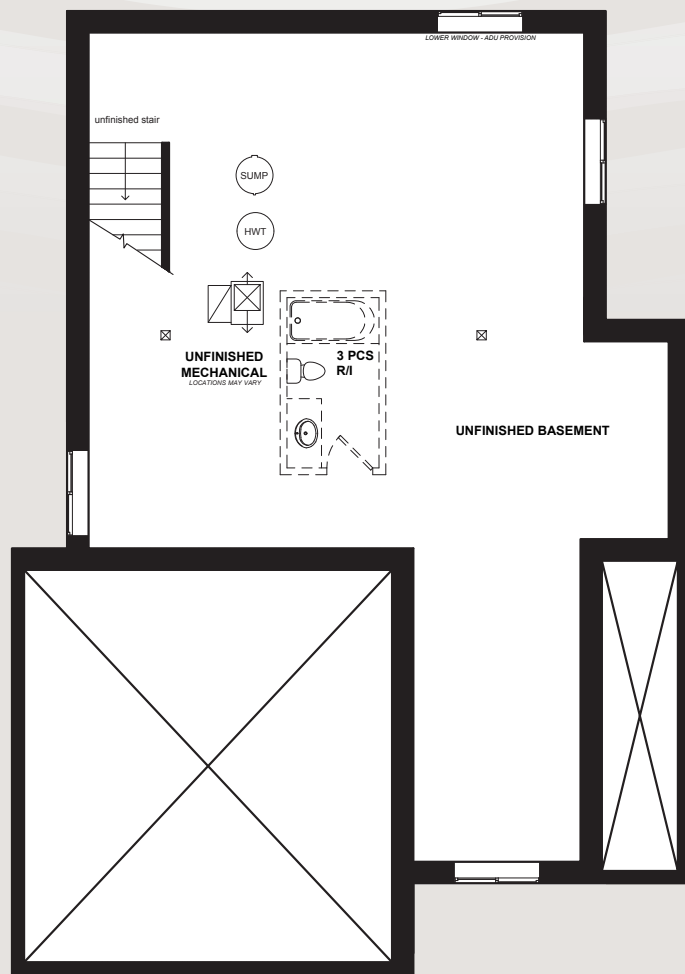 LOWER WINDOW - ADU PROVISION
unfinished stair
SUMP
HWT
UNFINISHED
MECHANICAL
LOCATIONS MAY VARY
3 PCS
R/I
UNFINISHED BASEMENT